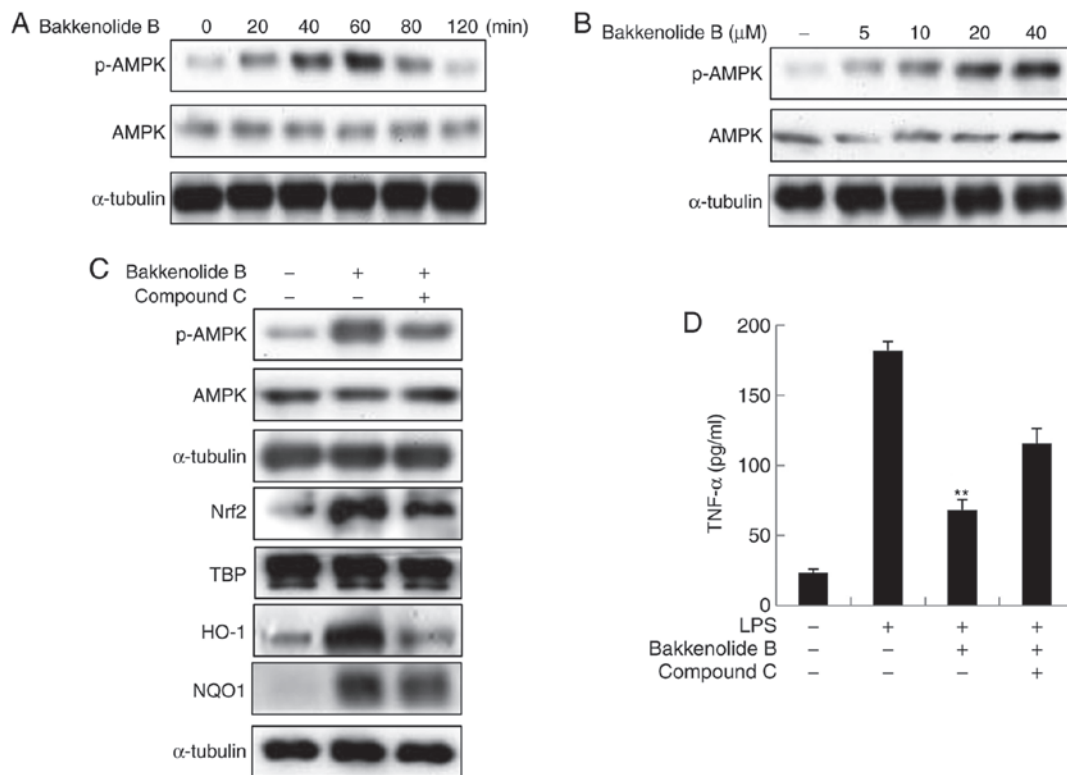 A
Bakkenolide B 0 20 40 60 80 120 (min)
p-AMPK
AMPK
α-tubulin
B
Bakkenolide B (μM) – 5 10 20 40
p-AMPK
AMPK
α-tubulin
C
Bakkenolide B – + +
Compound C – – +
p-AMPK
AMPK
α-tubulin
Nrf2
TBP
HO-1
NQO1
α-tubulin
D
TNF-α (pg/ml)
200
150
100
50
0
**
LPS – + + +
Bakkenolide B – – + +
Compound C – – – +